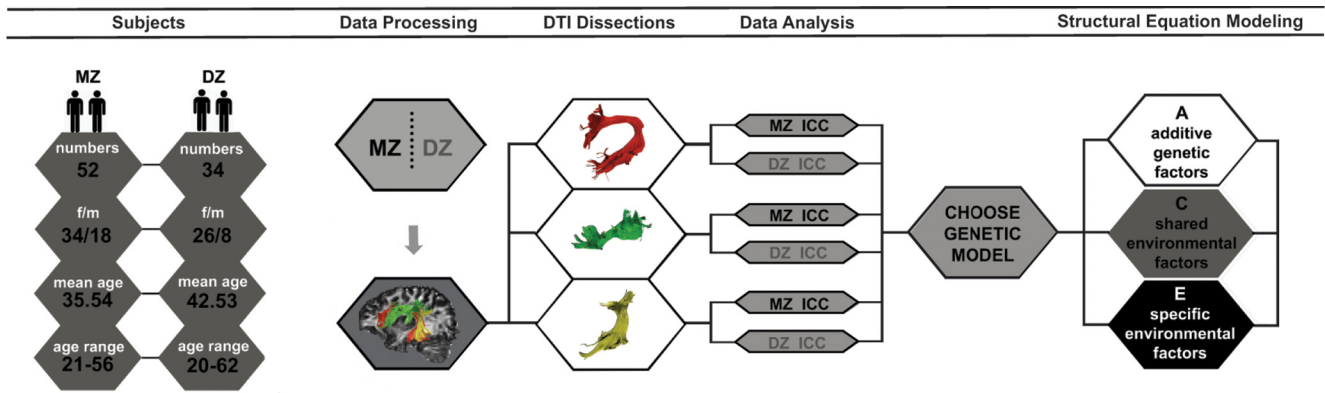 Subjects
Data Processing
DTI Dissections
Data Analysis
Structural Equation Modeling
MZ
DZ
numbers
52
numbers
34
f/m
34/18
f/m
26/8
mean age
35.54
mean age
42.53
age range
21-56
age range
20-62
MZ DZ
MZ ICC
DZ ICC
MZ ICC
DZ ICC
MZ ICC
DZ ICC
CHOOSE
GENETIC
MODEL
A
additive
genetic
factors
C
shared
environmental
factors
E
specific
environmental
factors